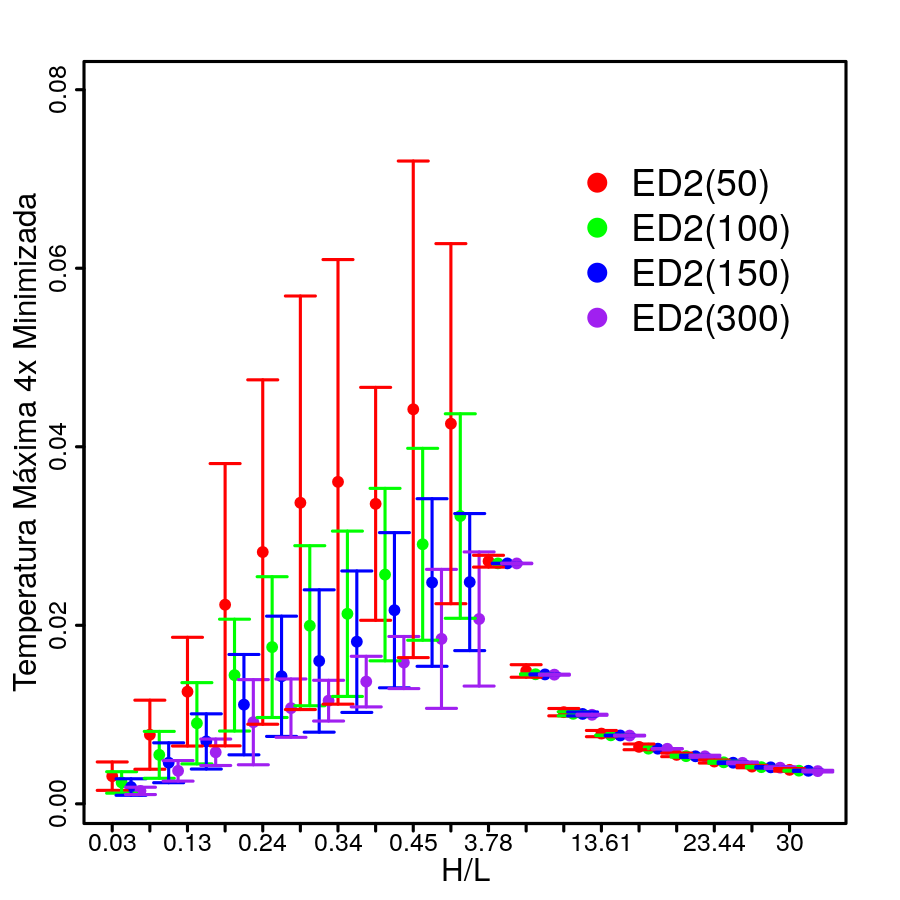 0.08
0.06
0.04
0.02
0.00
Temperatura Máxima 4x Minimizada
ED2(50)
ED2(100)
ED2(150)
ED2(300)
0.03 0.13 0.24 0.34 0.45 3.78 13.61 23.44 30
H/L